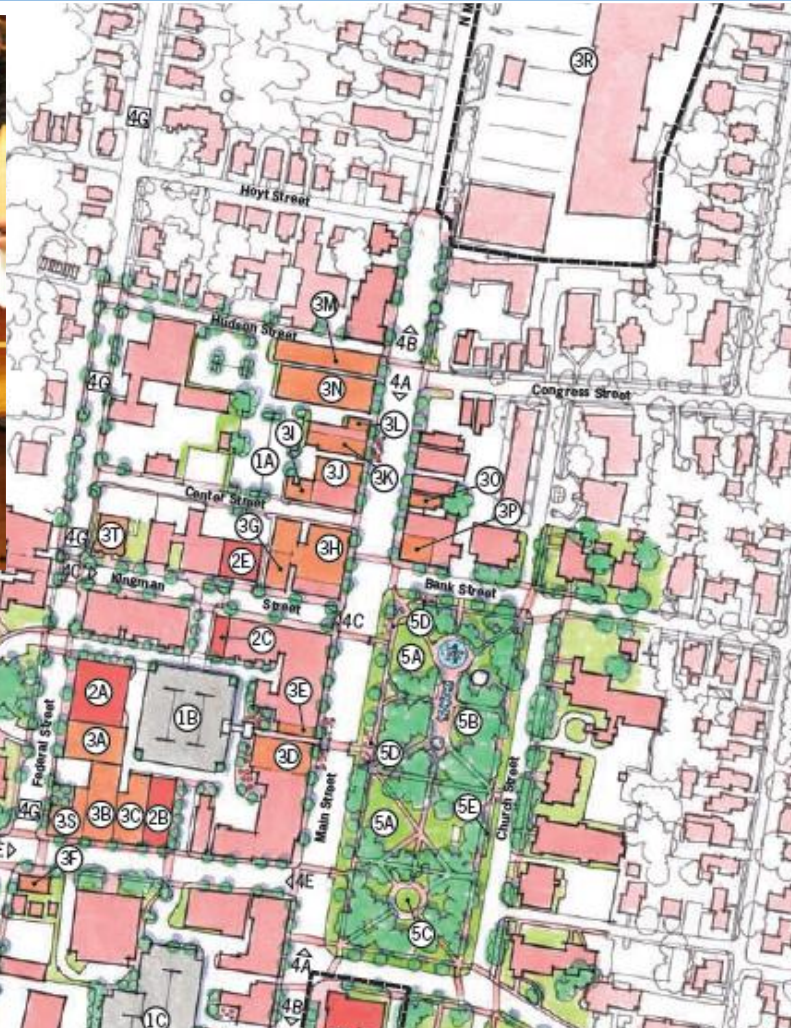 3R
4G
Hoyt Street
3M
Hudson Street
4B
4A
4G
3N
Congress Street
3L
3I
1A
3J
3K
3O
Center Street
3G
3P
3H
4G
3T
2E
4C
Kingman
Street
Bank Street
4C
5D
2C
5A
2A
3E
1B
5B
3A
3D
5D
Federal Street
Main Street
Church Street
4G
3S
3B
3C
2B
5A
5E
3F
4E
5C
4A
4B
1C